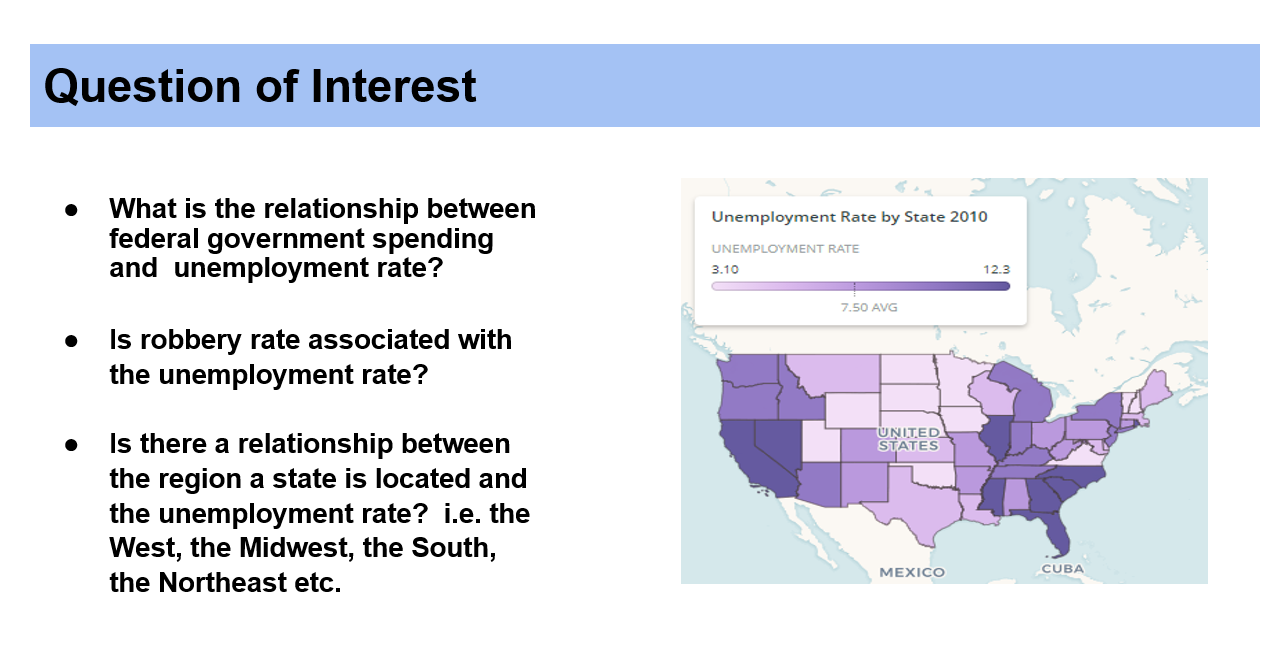 Question of Interest
● What is the relationship between
federal government spending
and  unemployment rate?
● Is robbery rate associated with
the unemployment rate?
● Is there a relationship between
the region a state is located and
the unemployment rate?  i.e. the
West, the Midwest, the South,
the Northeast etc.
Unemployment Rate by State 2010
UNEMPLOYMENT RATE
3.10 12.3
7.50 AVG
UNITED
STATES
MEXICO
CUBA